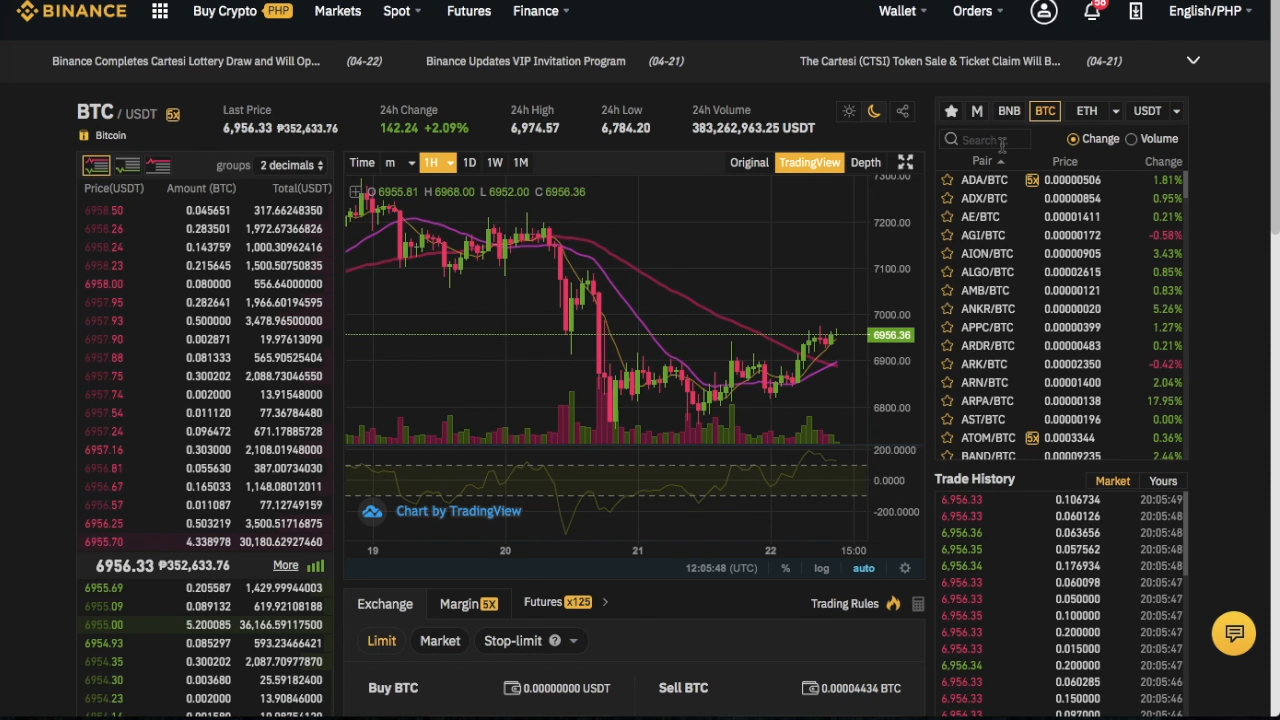 BINANCE Buy Crypto PHP Markets Spot Futures Finance Wallet Orders 58 English/PHP
Binance Completes Cartesi Lottery Draw and Will Op... (04-22) Binance Updates VIP Invitation Program (04-21) The Cartesi (CTSI) Token Sale & Ticket Claim Will B... (04-21)
BTC / USDT 5X
Bitcoin
Last Price
6,956.33 ₱352,633.76
24h Change
142.24 +2.09%
24h High
6,974.57
24h Low
6,784.20
24h Volume
383,262,963.25 USDT
groups 2 decimals
Price(USDT) Amount (BTC) Total(USDT)
6958.50 0.045651 317.66248350
6958.26 0.283501 1,972.67366826
6958.24 0.143759 1,000.30962416
6958.23 0.215645 1,500.50750835
6958.00 0.080000 556.64000000
6957.95 0.282641 1,966.60194595
6957.93 0.500000 3,478.96500000
6957.90 0.002871 19.97613090
6957.88 0.081333 565.90524404
6957.75 0.300202 2,088.73046550
6957.74 0.002000 13.91548000
6957.54 0.011120 77.36784480
6957.24 0.096472 671.17885728
6957.16 0.303000 2,108.01948000
6956.81 0.055630 387.00734030
6956.67 0.165033 1,148.08012011
6956.57 0.011087 77.12749159
6956.25 0.503219 3,500.51716875
6955.70 4.338978 30,180.62927460
6956.33 ₱352,633.76 More
6955.69 0.205587 1,429.99944003
6955.09 0.089132 619.92108188
6955.00 5.200085 36,166.59117500
6954.93 0.085297 593.23466421
6954.35 0.300202 2,087.70977870
6954.30 0.003680 25.59182400
6954.23 0.002000 13.90846000
Time m 1H 1D 1W 1M Original TradingView Depth
O 6955.81 H 6968.00 L 6952.00 C 6956.36
7300.00
7200.00
7100.00
7000.00
6956.36
6900.00
6800.00
200.0000
0.0000
-200.0000
Chart by TradingView
19 20 21 22 15:00
12:05:48 (UTC) % log auto
Exchange Margin 5X Futures x125 Trading Rules
Limit Market Stop-limit ?
Buy BTC 0.00000000 USDT Sell BTC 0.00004434 BTC
M BNB BTC ETH USDT
Search Change Volume
Pair Price Change
ADA/BTC 5X 0.00000506 1.81%
ADX/BTC 0.00000854 0.95%
AE/BTC 0.00001411 0.21%
AGI/BTC 0.00000172 -0.58%
AION/BTC 0.00000905 3.43%
ALGO/BTC 0.00002615 0.85%
AMB/BTC 0.00000121 0.83%
ANKR/BTC 0.00000020 5.26%
APPC/BTC 0.00000399 1.27%
ARDR/BTC 0.00000483 0.21%
ARK/BTC 0.00002350 -0.42%
ARN/BTC 0.00001400 2.04%
ARPA/BTC 0.00000138 17.95%
AST/BTC 0.00000196 0.00%
ATOM/BTC 5X 0.0003344 0.36%
BAND/BTC 0.00009235 2.44%
Trade History Market Yours
6,956.33 0.106734 20:05:49
6,956.33 0.060126 20:05:48
6,956.36 0.063656 20:05:48
6,956.35 0.057562 20:05:48
6,956.34 0.176934 20:05:48
6,956.33 0.060098 20:05:48
6,956.33 0.050000 20:05:47
6,956.35 0.100000 20:05:47
6,956.33 0.200000 20:05:47
6,956.33 0.015000 20:05:47
6,956.34 0.200000 20:05:47
6,956.33 0.060285 20:05:46
6,956.33 0.150000 20:05:46